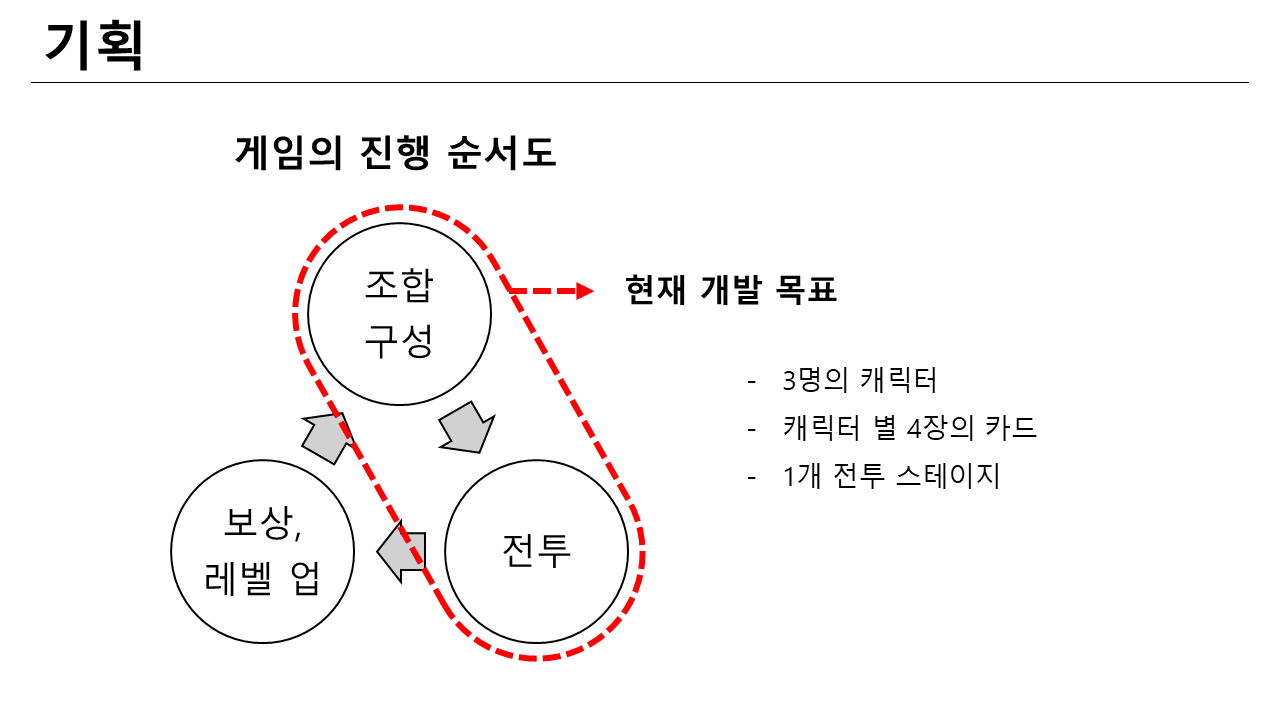 기획
게임의 진행 순서도
조합
구성
현재 개발 목표
- 3명의 캐릭터
- 캐릭터 별 4장의 카드
- 1개 전투 스테이지
보상,
레벨 업
전투